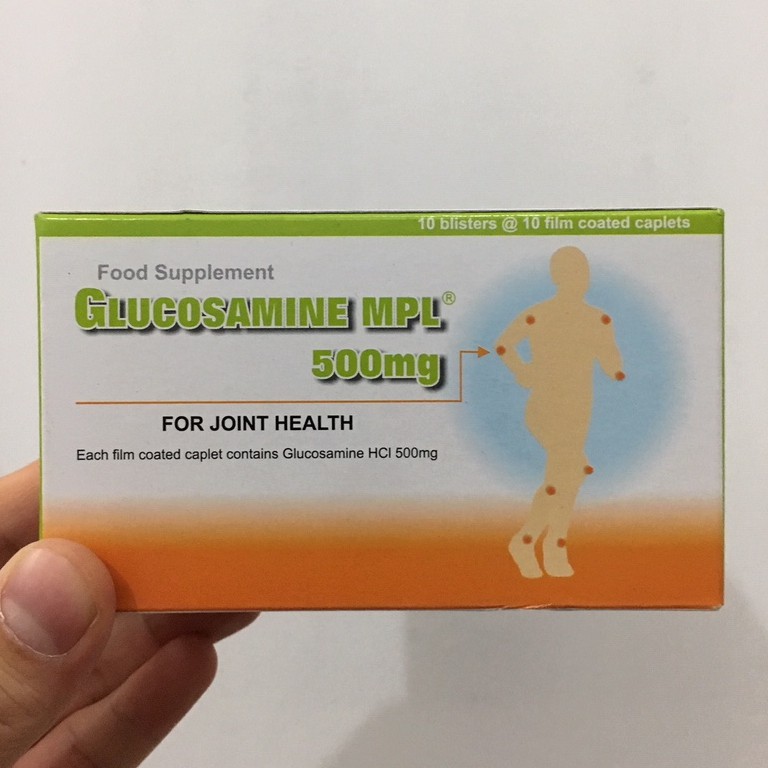 10 blisters @ 10 film coated caplets
Food Supplement
GLUCOSAMINE MPL®
500mg
FOR JOINT HEALTH
Each film coated caplet contains Glucosamine HCl 500mg